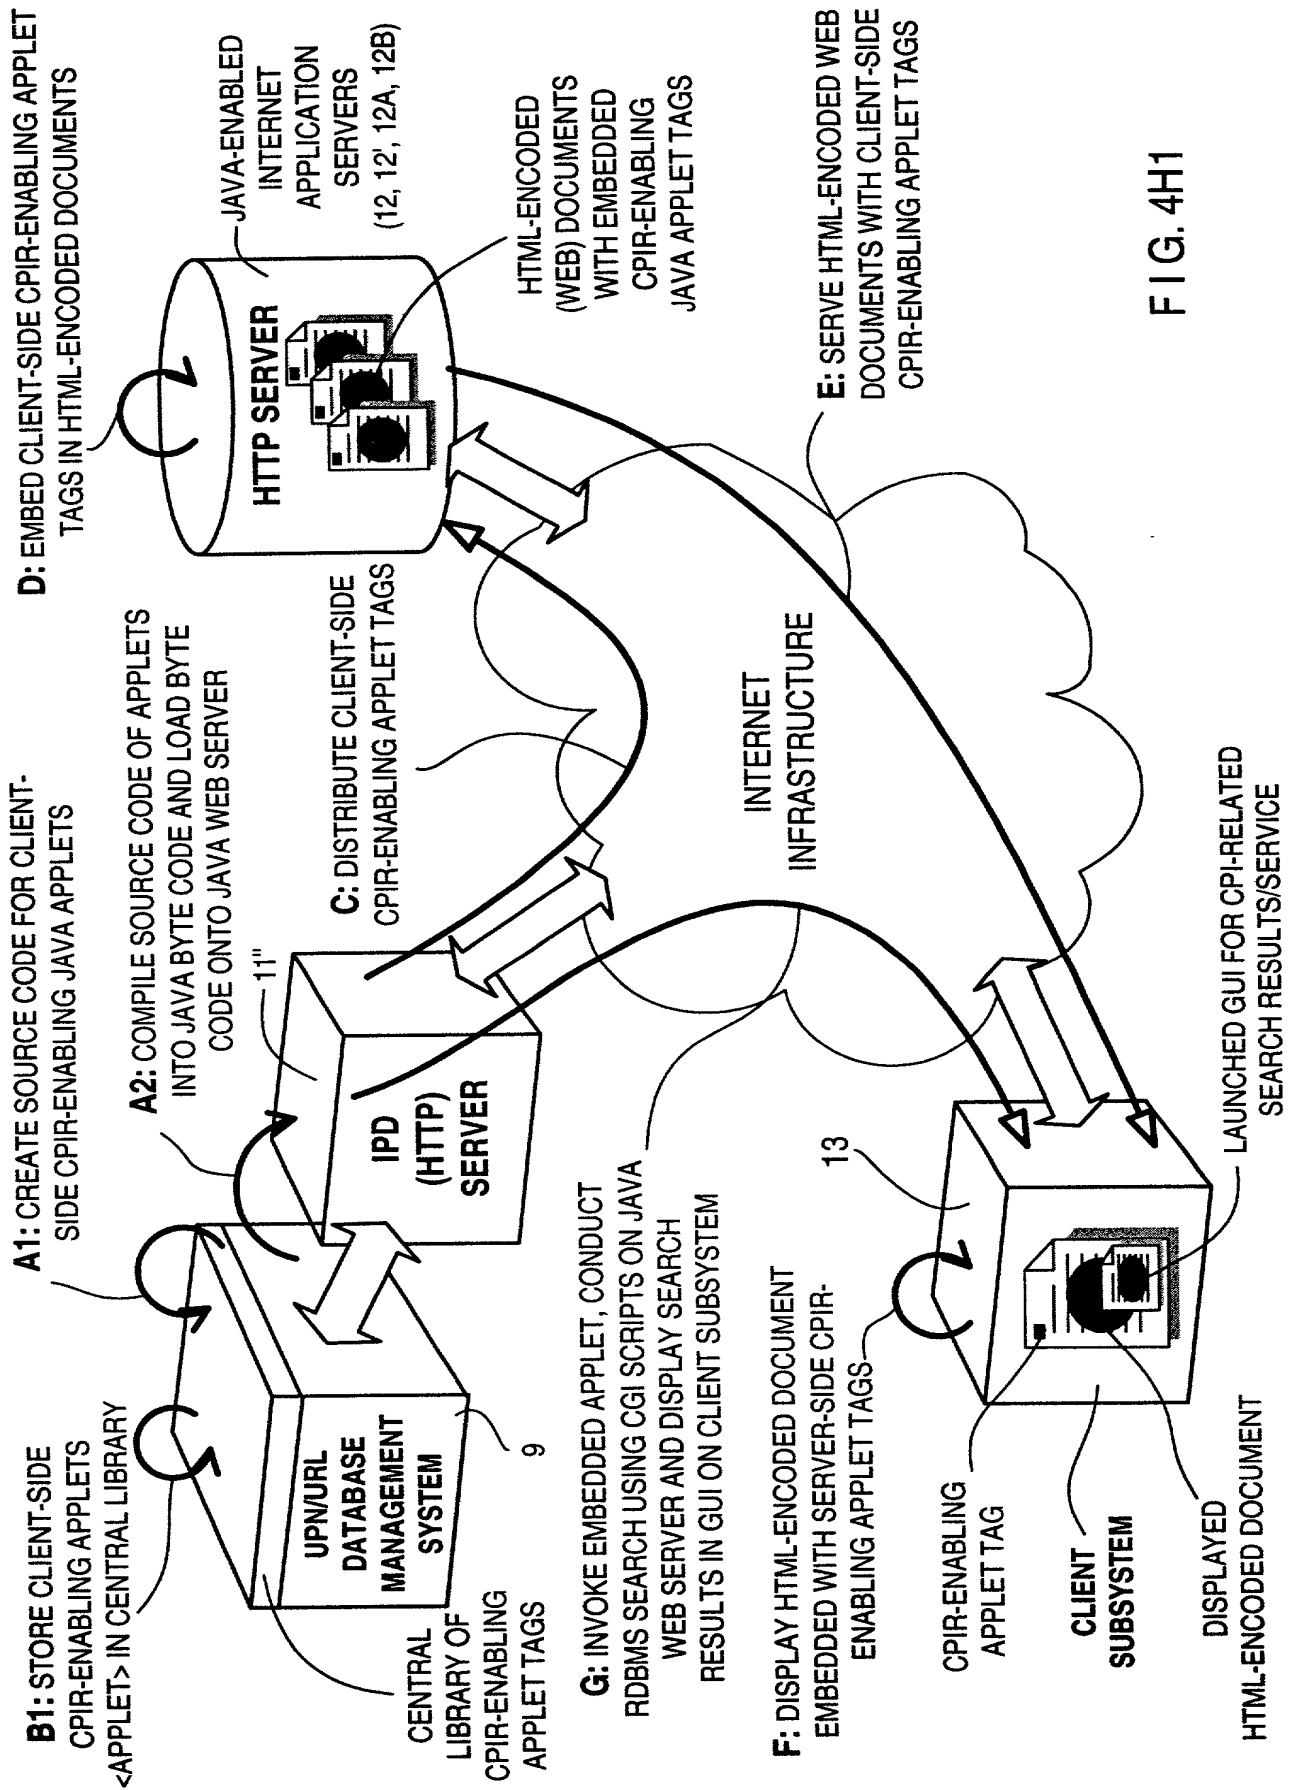 B1: STORE CLIENT-SIDE
CPIR-ENABLING APPLETS
<APPLET> IN CENTRAL LIBRARY
A1: CREATE SOURCE CODE FOR CLIENT-
SIDE CPIR-ENABLING JAVA APPLETS
A2: COMPILE SOURCE CODE OF APPLETS
INTO JAVA BYTE CODE AND LOAD BYTE
CODE ONTO JAVA WEB SERVER
D: EMBED CLIENT-SIDE CPIR-ENABLING APPLET
TAGS IN HTML-ENCODED DOCUMENTS
JAVA-ENABLED
INTERNET
APPLICATION
SERVERS
(12, 12', 12A, 12B)
HTTP SERVER
11"
UPN/URL
DATABASE
MANAGEMENT
SYSTEM
9
IPD
(HTTP)
SERVER
C: DISTRIBUTE CLIENT-SIDE
CPIR-ENABLING APPLET TAGS
HTML-ENCODED
(WEB) DOCUMENTS
WITH EMBEDDED
CPIR-ENABLING
JAVA APPLET TAGS
CENTRAL
LIBRARY OF
CPIR-ENABLING
APPLET TAGS
G: INVOKE EMBEDDED APPLET, CONDUCT
RDBMS SEARCH USING CGI SCRIPTS ON JAVA
WEB SERVER AND DISPLAY SEARCH
RESULTS IN GUI ON CLIENT SUBSYSTEM
INTERNET
INFRASTRUCTURE
E: SERVE HTML-ENCODED WEB
DOCUMENTS WITH CLIENT-SIDE
CPIR-ENABLING APPLET TAGS
F: DISPLAY HTML-ENCODED DOCUMENT
EMBEDDED WITH SERVER-SIDE CPIR-
ENABLING APPLET TAGS
13
CPIR-ENABLING
APPLET TAG
CLIENT
SUBSYSTEM
DISPLAYED
HTML-ENCODED DOCUMENT
LAUNCHED GUI FOR CPI-RELATED
SEARCH RESULTS/SERVICE
FIG. 4H1